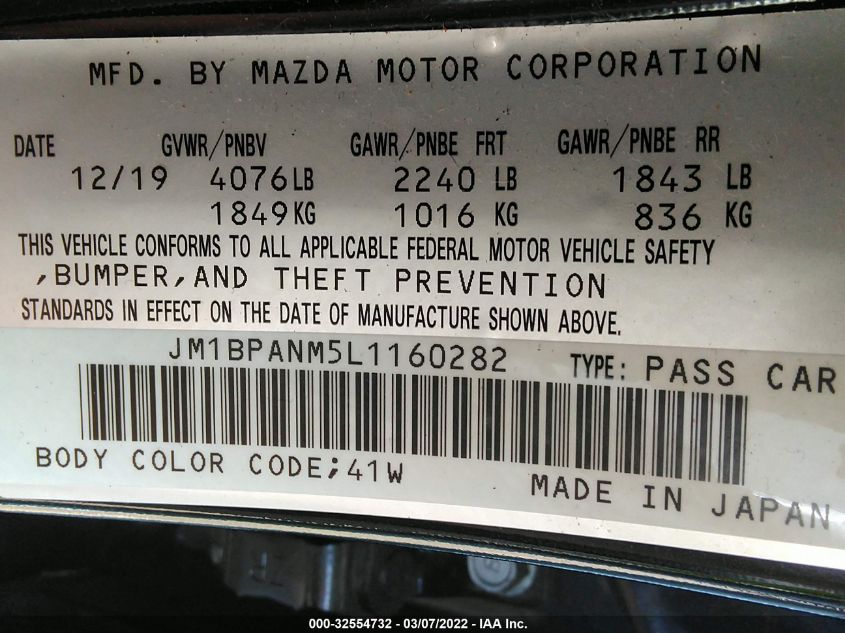 MFD. BY MAZDA MOTOR CORPORATION
DATE GVWR/PNBV GAWR/PNBE FRT GAWR/PNBE RR
12/19 4076LB 2240 LB 1843 LB
1849KG 1016 KG 836 KG
THIS VEHICLE CONFORMS TO ALL APPLICABLE FEDERAL MOTOR VEHICLE SAFETY
,BUMPER,AND THEFT PREVENTION
STANDARDS IN EFFECT ON THE DATE OF MANUFACTURE SHOWN ABOVE.
JM1BPANM5L1160282 TYPE: PASS CAR
BODY COLOR CODE;41W MADE IN JAPAN
000-32554732 - 03/07/2022 - IAA Inc.